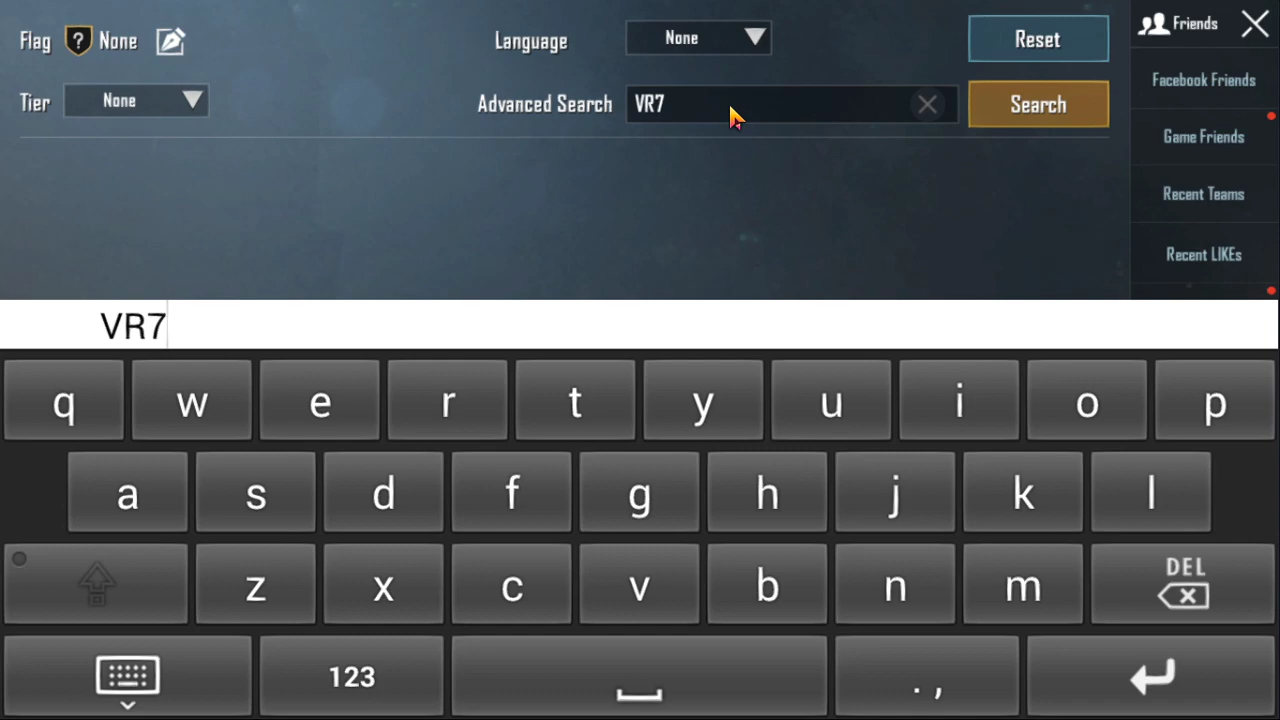 Flag ? None
Language None
Reset
Friends
Tier None
Advanced Search VR7
Search
Facebook Friends
Game Friends
Recent Teams
Recent LIKEs
VR7
q w e r t y u i o p
a s d f g h j k l
z x c v b n m DEL
123 . ,